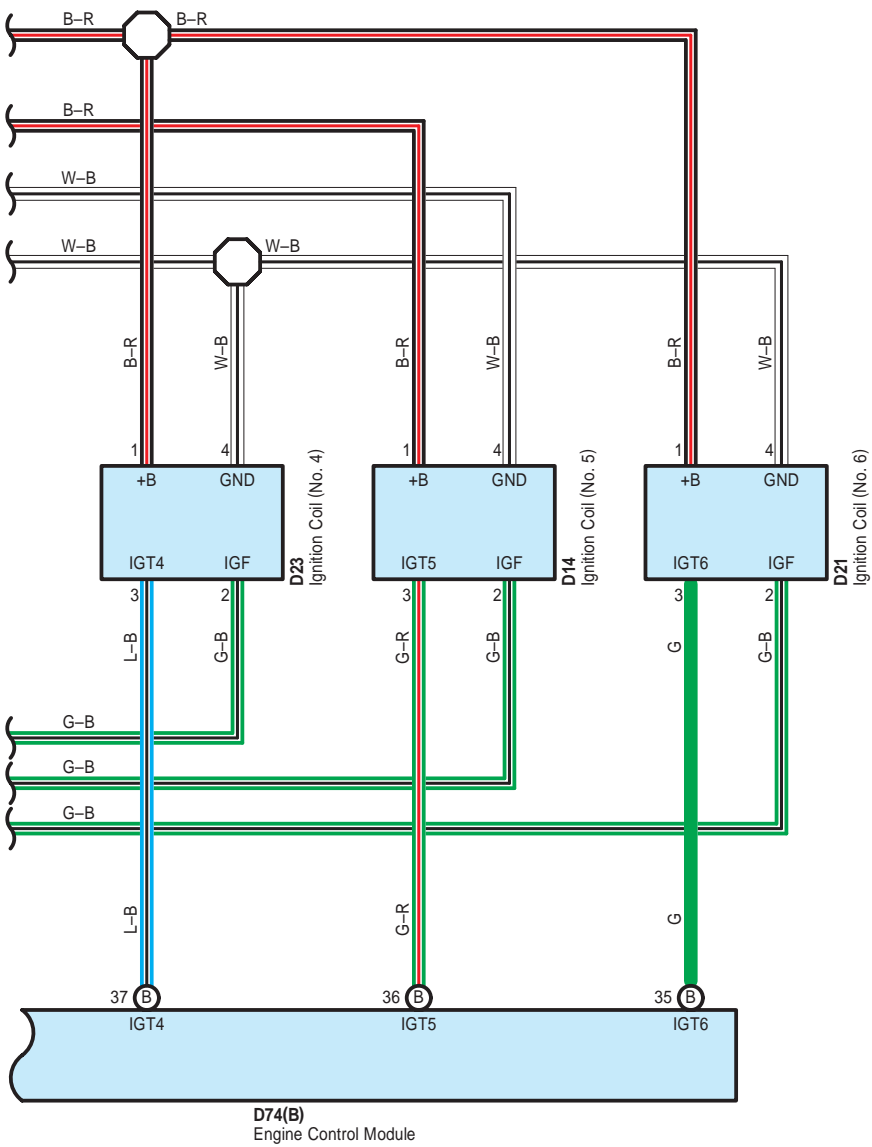 B–R B–R
B–R
W–B
W–B W–B
B–R W–B B–R W–B B–R W–B
1 4 1 4 1 4
+B GND +B GND +B GND
IGT4 IGF IGT5 IGF IGT6 IGF
D23
Ignition Coil (No. 4)
D14
Ignition Coil (No. 5)
D21
Ignition Coil (No. 6)
3 2 3 2 3 2
L–B G–B G–R G–B G G–B
G–B
G–B
G–B
L–B G–R G
37 B 36 B 35 B
IGT4 IGT5 IGT6
D74(B)
Engine Control Module